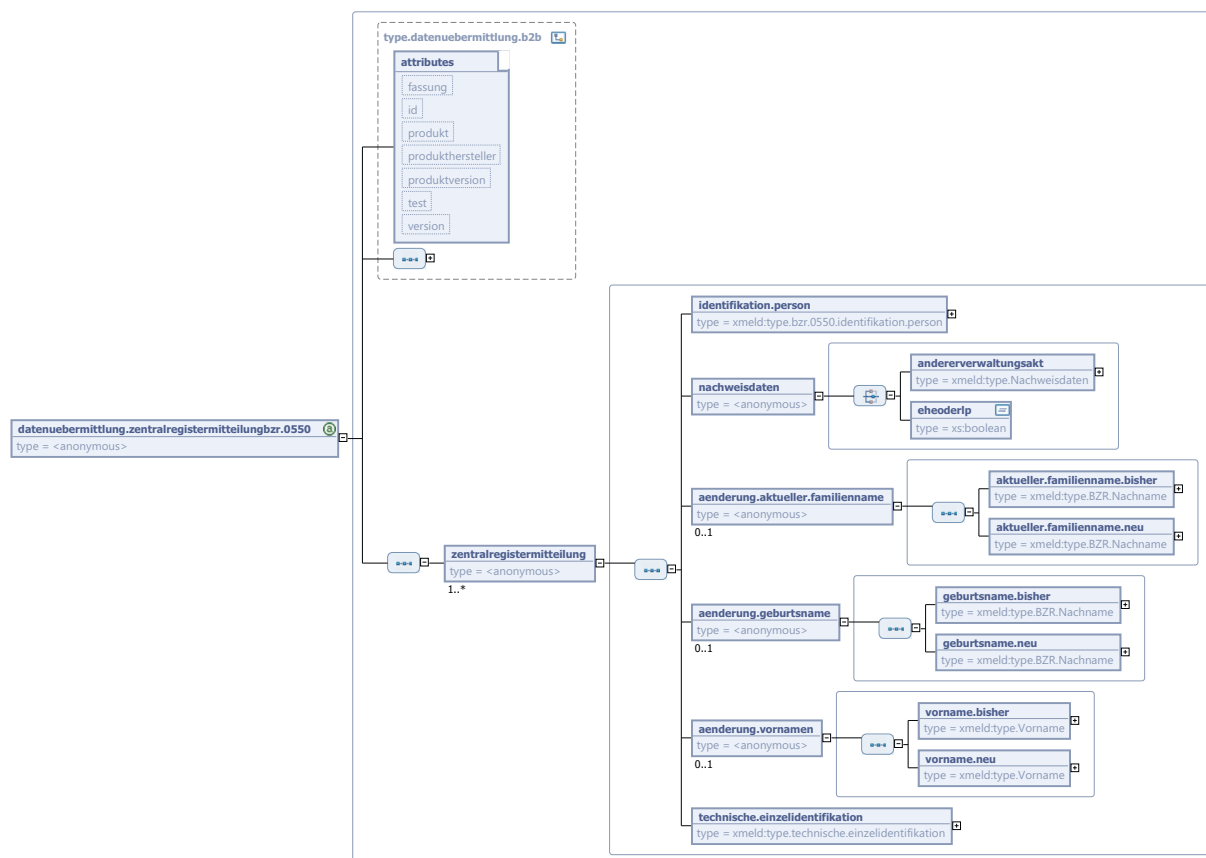 type.datenuebermittlung.b2b
attributes
fassung
id
produkt
produkthersteller
produktversion
test
version
datenuebermittlung.zentralregistermitteilungbzr.0550
a
type = <anonymous>
zentralregistermitteilung
type = <anonymous>
1..*
identifikation.person
type = xmeld:type.bzr.0550.identifikation.person
nachweisdaten
type = <anonymous>
andererverwaltungsakt
type = xmeld:type.Nachweisdaten
eheoderlp
type = xs:boolean
aenderung.aktueller.familienname
type = <anonymous>
0..1
aktueller.familienname.bisher
type = xmeld:type.BZR.Nachname
aktueller.familienname.neu
type = xmeld:type.BZR.Nachname
aenderung.geburtsname
type = <anonymous>
0..1
geburtsname.bisher
type = xmeld:type.BZR.Nachname
geburtsname.neu
type = xmeld:type.BZR.Nachname
aenderung.vornamen
type = <anonymous>
0..1
vorname.bisher
type = xmeld:type.Vorname
vorname.neu
type = xmeld:type.Vorname
technische.einzelidentifikation
type = xmeld:type.technische.einzelidentifikation